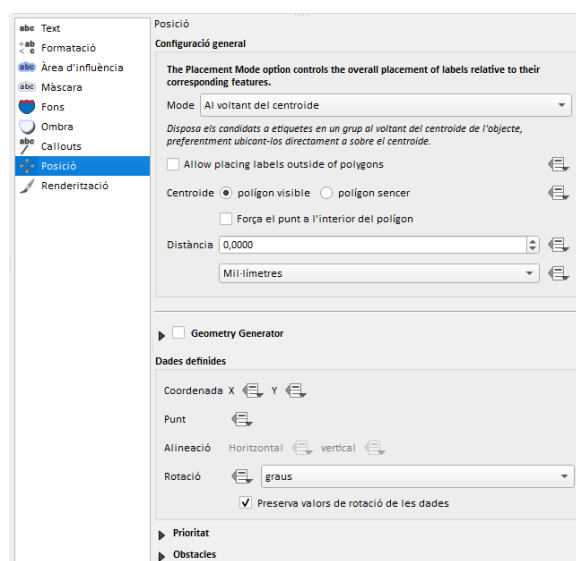 abc Text
+ab
< c Formatació
abc Àrea d'influència
abc Màscara
Fons
Ombra
abc Callouts
Posició
Renderització
Posició
Configuració general
The Placement Mode option controls the overall placement of labels relative to their
corresponding features.
Mode Al voltant del centroide
Disposa els candidats a etiquetes en un grup al voltant del centroide de l'objecte,
preferentment ubicant-los directament a sobre el centroide.
Allow placing labels outside of polygons
Centroide polígon visible polígon sencer
Força el punt a l'interior del polígon
Distància 0,0000
Mil·límetres
Geometry Generator
Dades definides
Coordenada X Y
Punt
Alineació Horitzontal vertical
Rotació graus
Preserva valors de rotació de les dades
Prioritat
Obstacles